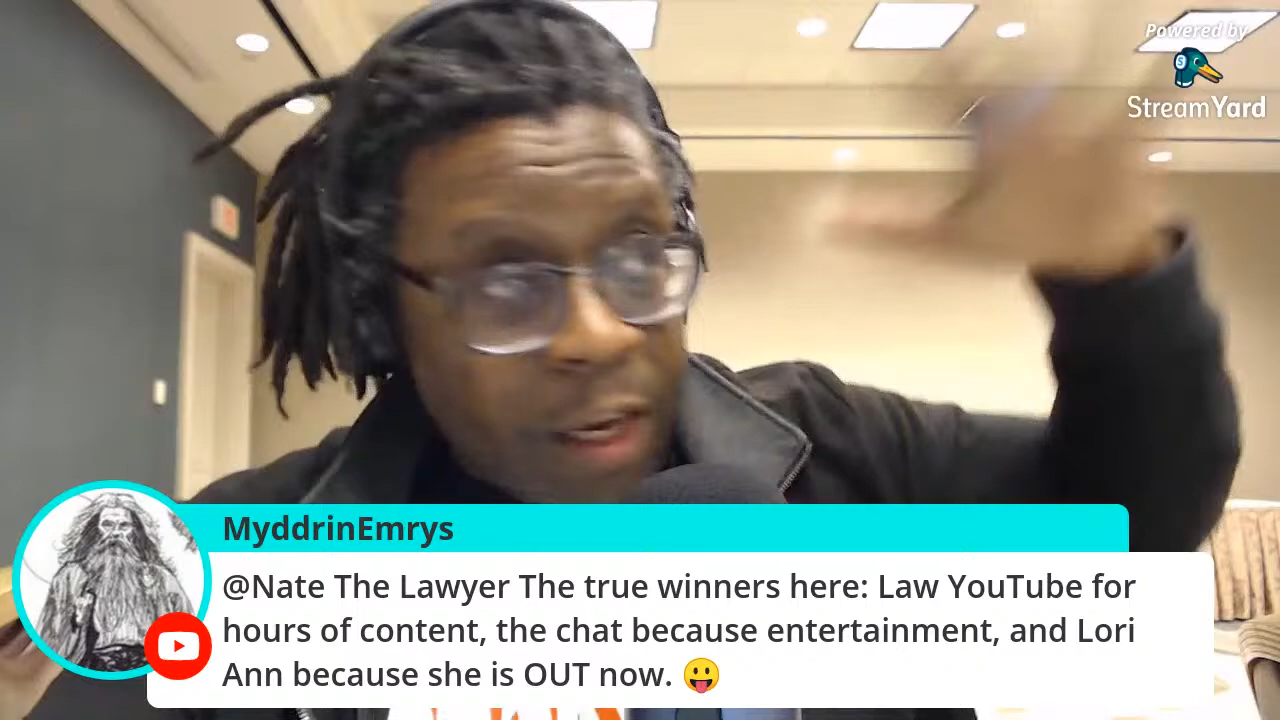 Powered by
StreamYard
MyddrinEmrys
@Nate The Lawyer The true winners here: Law YouTube for
hours of content, the chat because entertainment, and Lori
Ann because she is OUT now. 😛